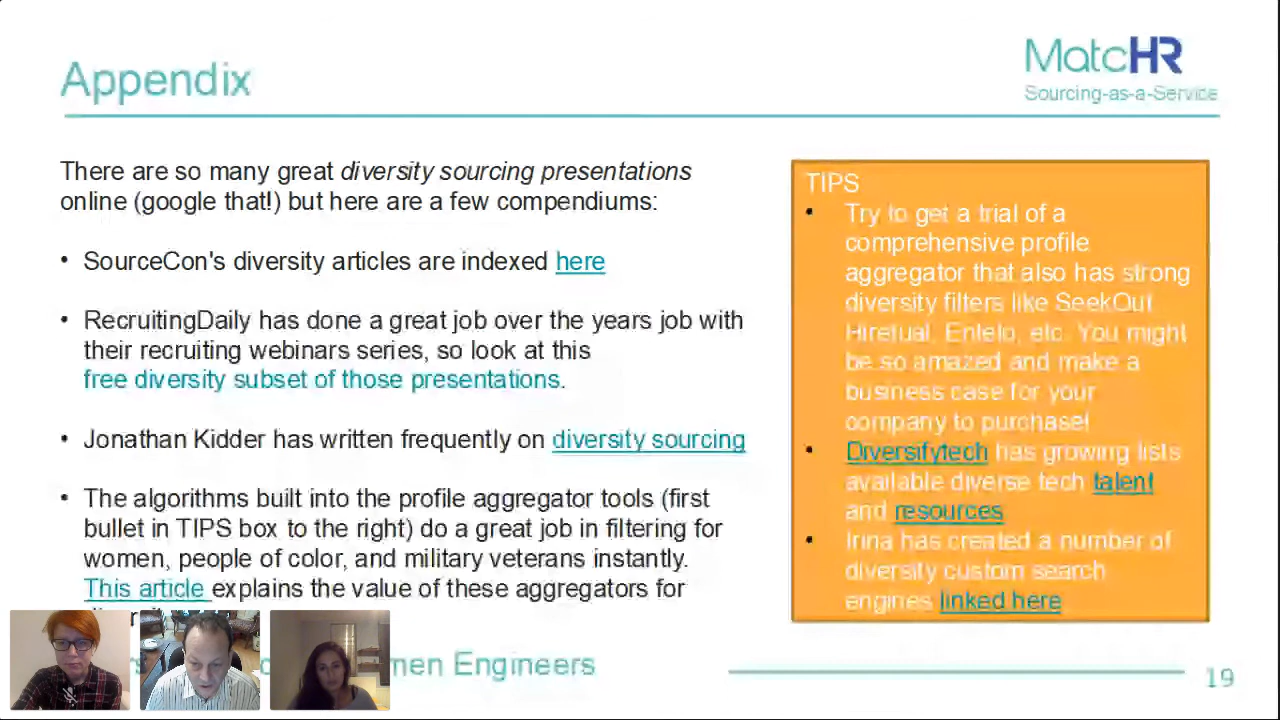 Appendix
MatcHR
Sourcing-as-a-Service
There are so many great diversity sourcing presentations
online (google that!) but here are a few compendiums:
• SourceCon's diversity articles are indexed here
• RecruitingDaily has done a great job over the years job with
their recruiting webinars series, so look at this
free diversity subset of those presentations.
• Jonathan Kidder has written frequently on diversity sourcing
• The algorithms built into the profile aggregator tools (first
bullet in TIPS box to the right) do a great job in filtering for
women, people of color, and military veterans instantly.
This article explains the value of these aggregators for
TIPS
• Try to get a trial of a
comprehensive profile
aggregator that also has strong
diversity filters like SeekOut
Hiretual, Entelo, etc. You might
be so amazed and make a
business case for your
company to purchase!
• Diversifytech has growing lists
available diverse tech talent
and resources
• Irina has created a number of
diversity custom search
engines linked here
Engineers
19